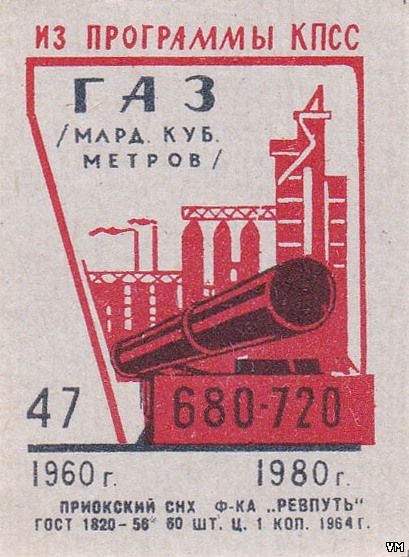 ИЗ ПРОГРАММЫ КПСС
ГАЗ
/МЛРД. КУБ.
МЕТРОВ/
47
680-720
1960 г.
1980 г.
ПРИОКСКИЙ СНХ Ф-КА „РЕВПУТЬ"
ГОСТ 1820-56* 60 ШТ. Ц. 1 КОП. 1964 г.
VM